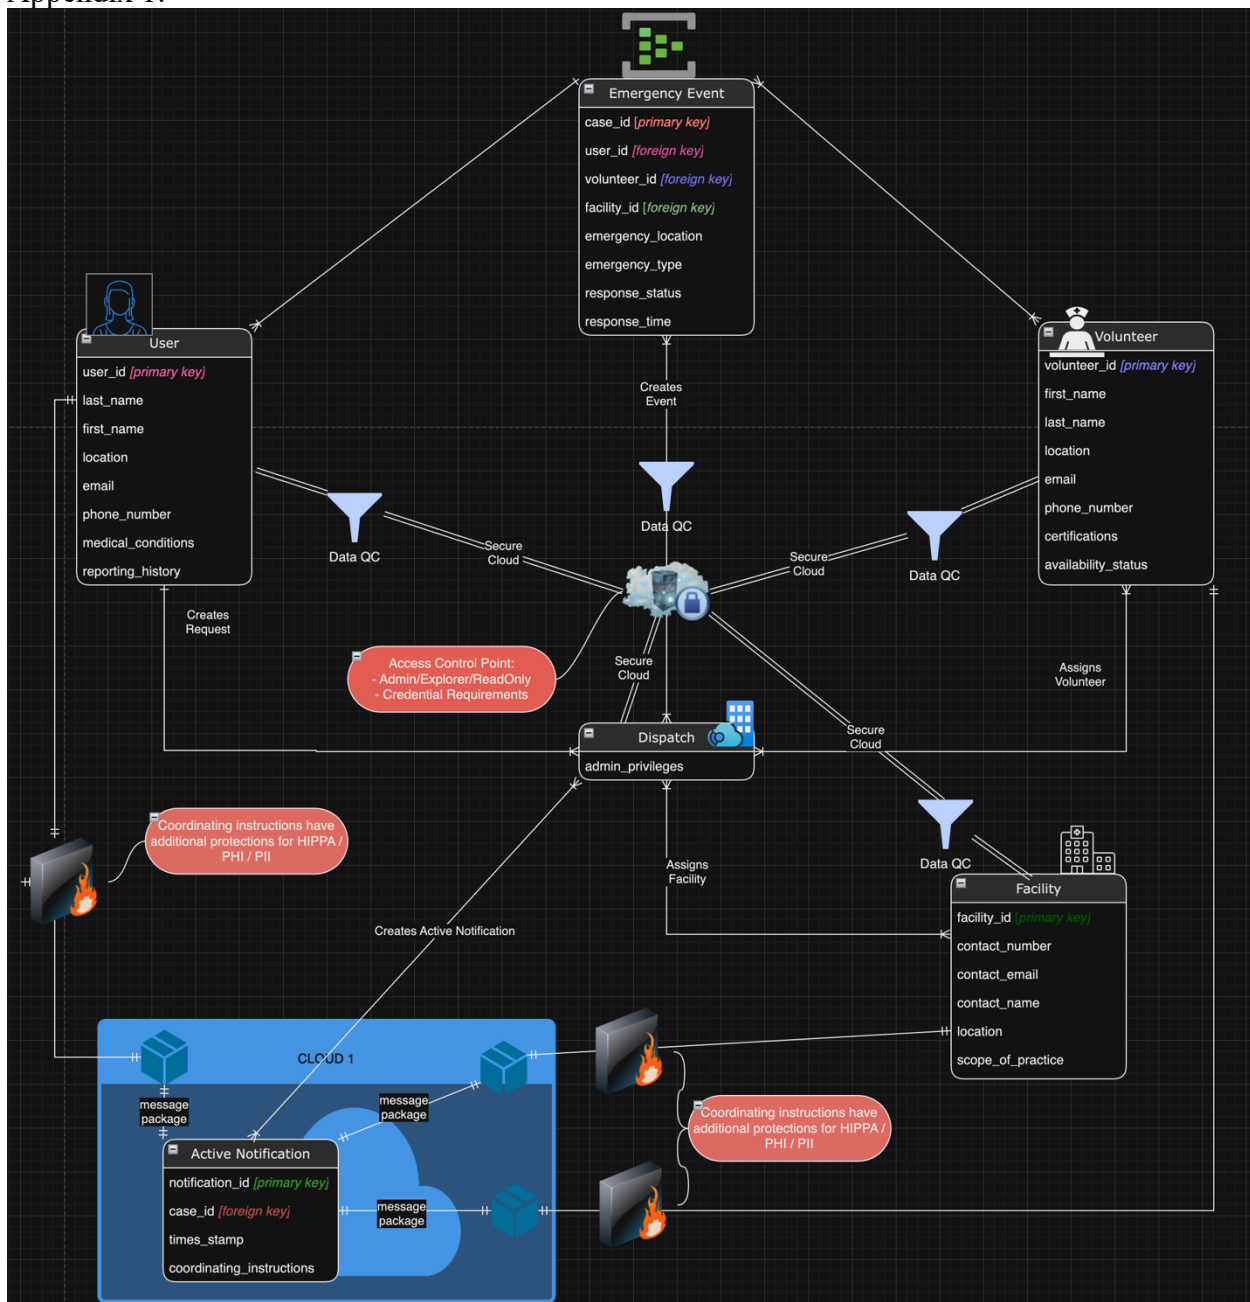 Appendix 1:
Emergency Event
case_id [primary key]
user_id [foreign key]
volunteer_id [foreign key]
facility_id [foreign key]
emergency_location
emergency_type
response_status
response_time
User
user_id [primary key]
last_name
first_name
location
email
phone_number
medical_conditions
reporting_history
Volunteer
volunteer_id [primary key]
first_name
last_name
location
email
phone_number
certifications
availability_status
Creates
Event
Data QC
Data QC
Data QC
Secure
Cloud
Secure
Cloud
Creates
Request
Access Control Point:
- Admin/Explorer/ReadOnly
- Credential Requirements
Secure
Cloud
Assigns
Volunteer
Dispatch
admin_privileges
Secure
Cloud
Coordinating instructions have
additional protections for HIPPA /
PHI / PII
Data QC
Assigns
Facility
Facility
facility_id [primary key]
contact_number
contact_email
contact_name
location
scope_of_practice
Creates Active Notification
CLOUD 1
message
package
message
package
Coordinating instructions have
additional protections for HIPPA /
PHI / PII
Active Notification
notification_id [primary key]
case_id [foreign key]
times_stamp
coordinating_instructions
message
package